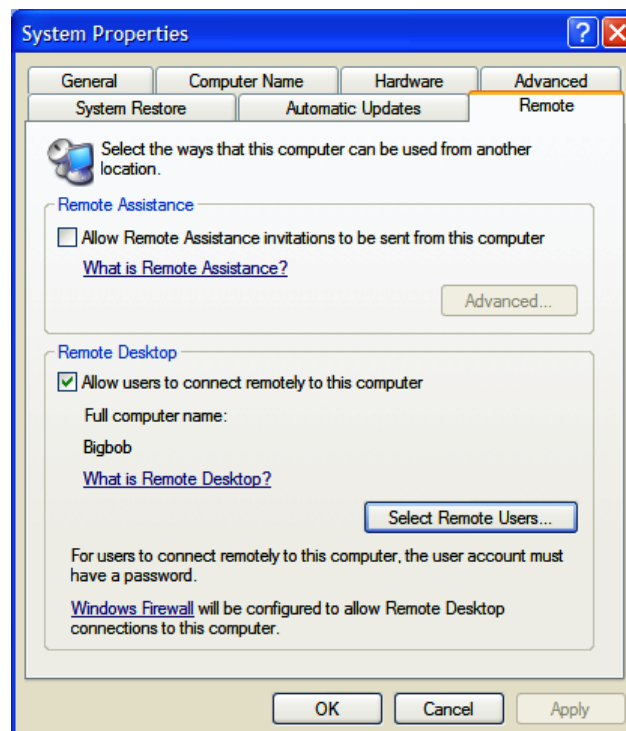 System Properties
General
Computer Name
Hardware
Advanced
System Restore
Automatic Updates
Remote
Select the ways that this computer can be used from another
location.
Remote Assistance
Allow Remote Assistance invitations to be sent from this computer
What is Remote Assistance?
Advanced...
Remote Desktop
Allow users to connect remotely to this computer
Full computer name:
Bigbob
What is Remote Desktop?
Select Remote Users...
For users to connect remotely to this computer, the user account must
have a password.
Windows Firewall will be configured to allow Remote Desktop
connections to this computer.
OK
Cancel
Apply